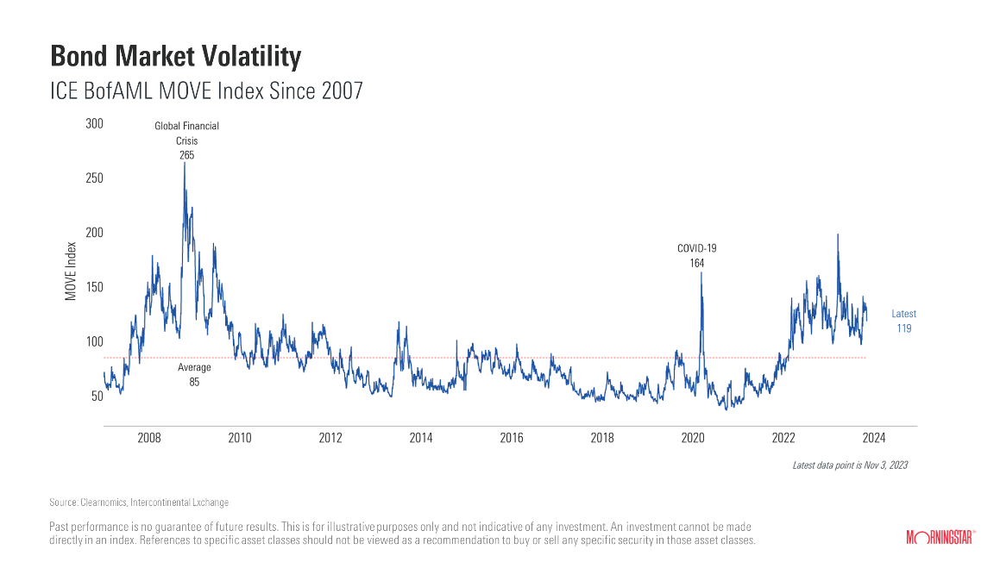 Bond Market Volatility
ICE BofAML MOVE Index Since 2007
300
250
200
150
100
50
MOVE Index
Global Financial
Crisis
265
Average
85
COVID-19
164
Latest
119
2008
2010
2012
2014
2016
2018
2020
2022
2024
Latest data point is Nov 3, 2023
Source: Clearnomics, Intercontinental Exchange
Past performance is no guarantee of future results. This is for illustrative purposes only and not indicative of any investment. An investment cannot be made
directly in an index. References to specific asset classes should not be viewed as a recommendation to buy or sell any specific security in those asset classes.
MORNINGSTAR®